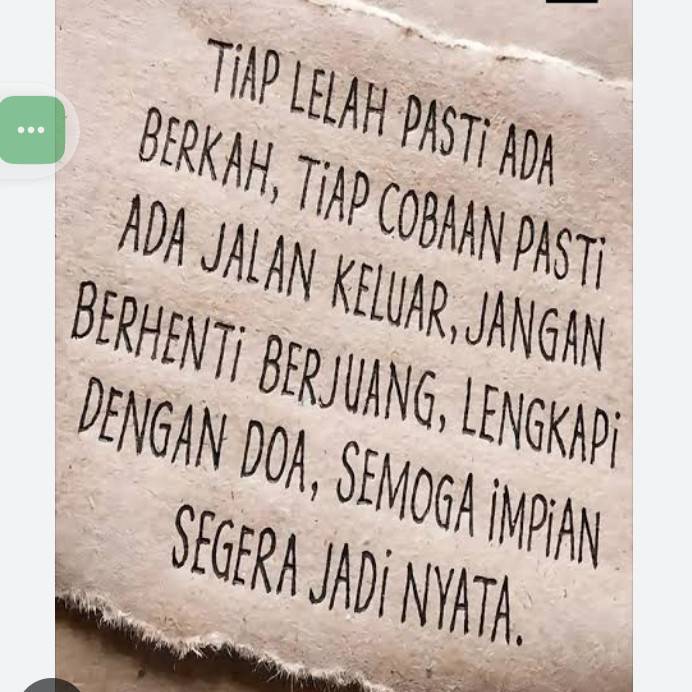 TiAP LELAH PASTi ADA
BERKAH, TiAP COBAAN PASTi
ADA JALAN KELUAR, JANGAN
BERHENTi BERJUANG, LENGKAPi
DENGAN DOA, SEMOGA iMPiAN
SEGERA JADi NYATA.